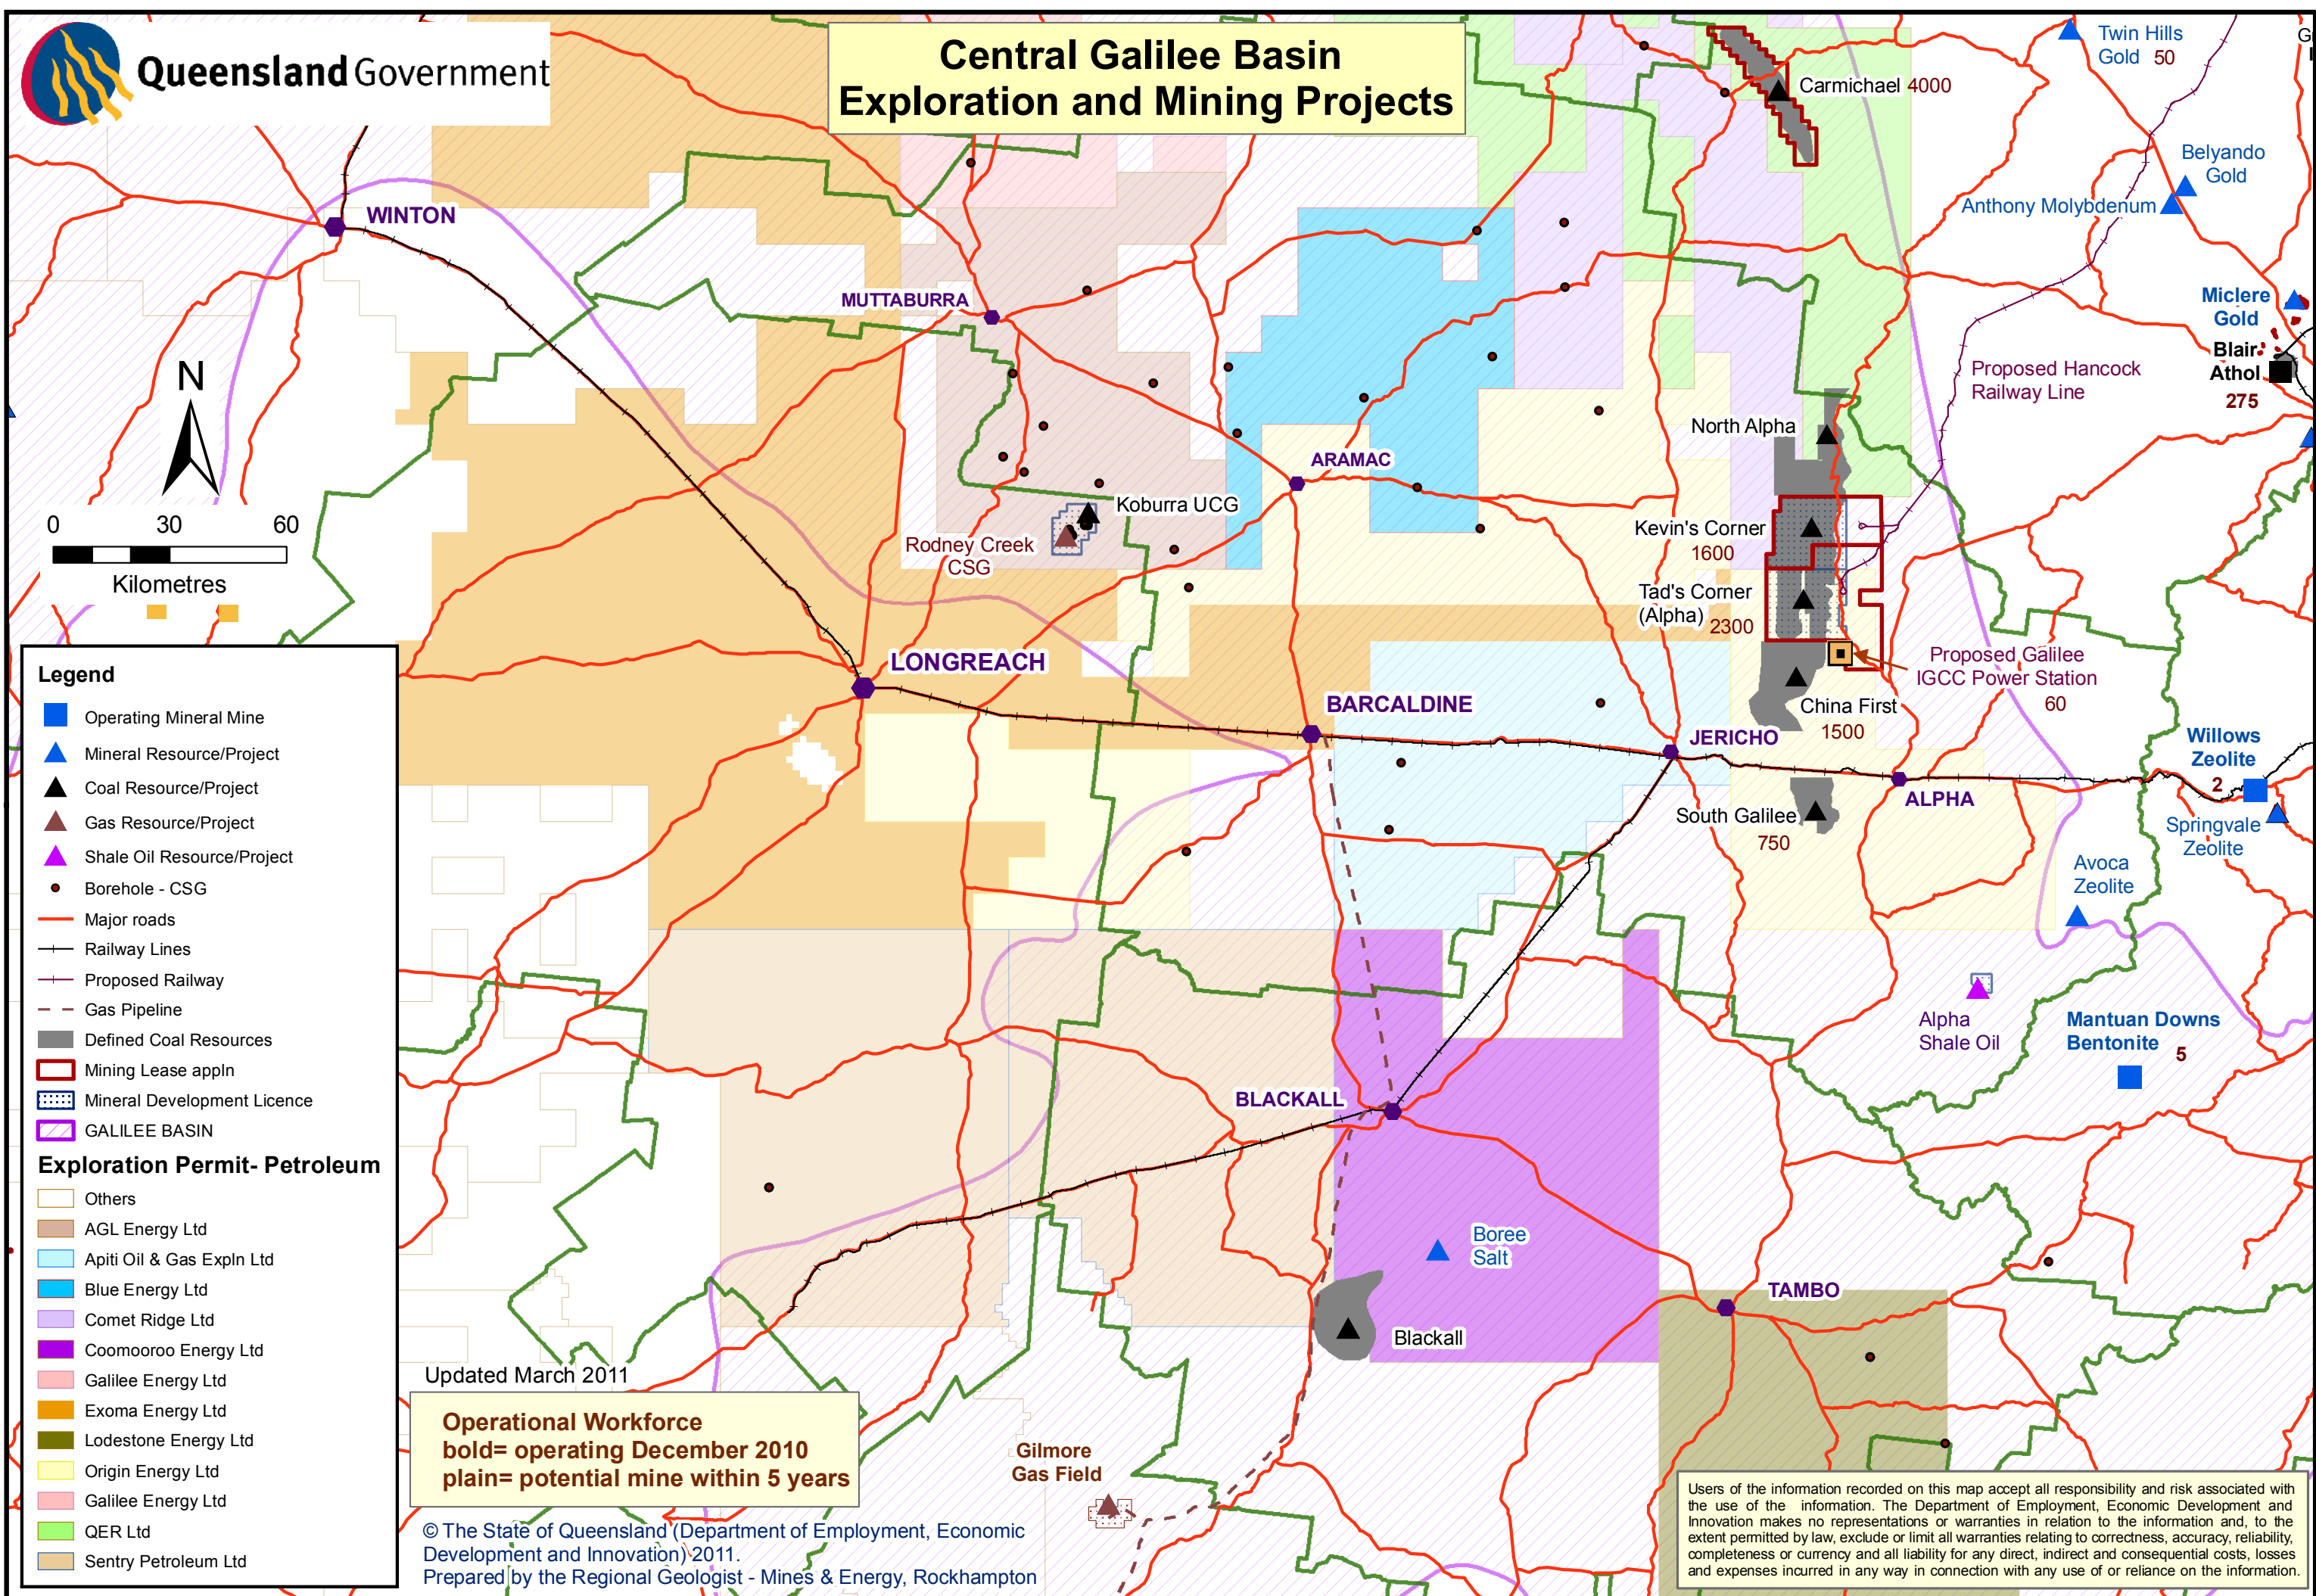 Queensland Government
Central Galilee Basin
Exploration and Mining Projects
Twin Hills
Gold 50
Carmichael 4000
Belyando
Gold
Anthony Molybdenum
WINTON
MUTTABURRA
Miclere
Gold
Blair
Athol
275
N
Proposed Hancock
Railway Line
North Alpha
ARAMAC
0 30 60
Kilometres
Koburra UCG
Rodney Creek
CSG
Kevin's Corner
1600
Tad's Corner
(Alpha) 2300
LONGREACH
Proposed Galilee
IGCC Power Station
60
BARCALDINE
China First
1500
JERICHO
Willows
Zeolite
2
ALPHA
South Galilee
750
Springvale
Zeolite
Avoca
Zeolite
Alpha
Shale Oil
Mantuan Downs
Bentonite 5
BLACKALL
Boree
Salt
TAMBO
Blackall
Gilmore
Gas Field
Legend
Operating Mineral Mine
Mineral Resource/Project
Coal Resource/Project
Gas Resource/Project
Shale Oil Resource/Project
Borehole - CSG
Major roads
Railway Lines
Proposed Railway
Gas Pipeline
Defined Coal Resources
Mining Lease appln
Mineral Development Licence
GALILEE BASIN
Exploration Permit- Petroleum
Others
AGL Energy Ltd
Apiti Oil & Gas Expln Ltd
Blue Energy Ltd
Comet Ridge Ltd
Coomooroo Energy Ltd
Galilee Energy Ltd
Exoma Energy Ltd
Lodestone Energy Ltd
Origin Energy Ltd
Galilee Energy Ltd
QER Ltd
Sentry Petroleum Ltd
Updated March 2011
Operational Workforce
bold= operating December 2010
plain= potential mine within 5 years
© The State of Queensland (Department of Employment, Economic
Development and Innovation) 2011.
Prepared by the Regional Geologist - Mines & Energy, Rockhampton
Users of the information recorded on this map accept all responsibility and risk associated with
the use of the information. The Department of Employment, Economic Development and
Innovation makes no representations or warranties in relation to the information and, to the
extent permitted by law, exclude or limit all warranties relating to correctness, accuracy, reliability,
completeness or currency and all liability for any direct, indirect and consequential costs, losses
and expenses incurred in any way in connection with any use of or reliance on the information.